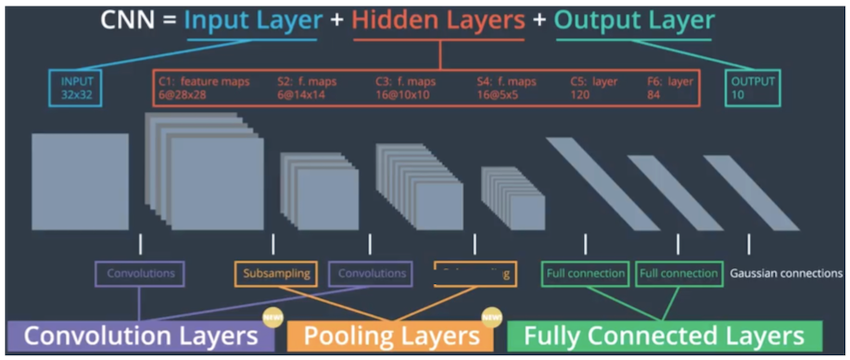 CNN = Input Layer + Hidden Layers + Output Layer
INPUT
32x32
C1: feature maps
6@28x28
S2: f. maps
6@14x14
C3: f. maps
16@10x10
S4: f. maps
16@5x5
C5: layer
120
F6: layer
84
OUTPUT
10
Convolutions
Subsampling
Convolutions
Full connection
Full connection
Gaussian connections
NEW!
NEW!
Convolution Layers
Pooling Layers
Fully Connected Layers